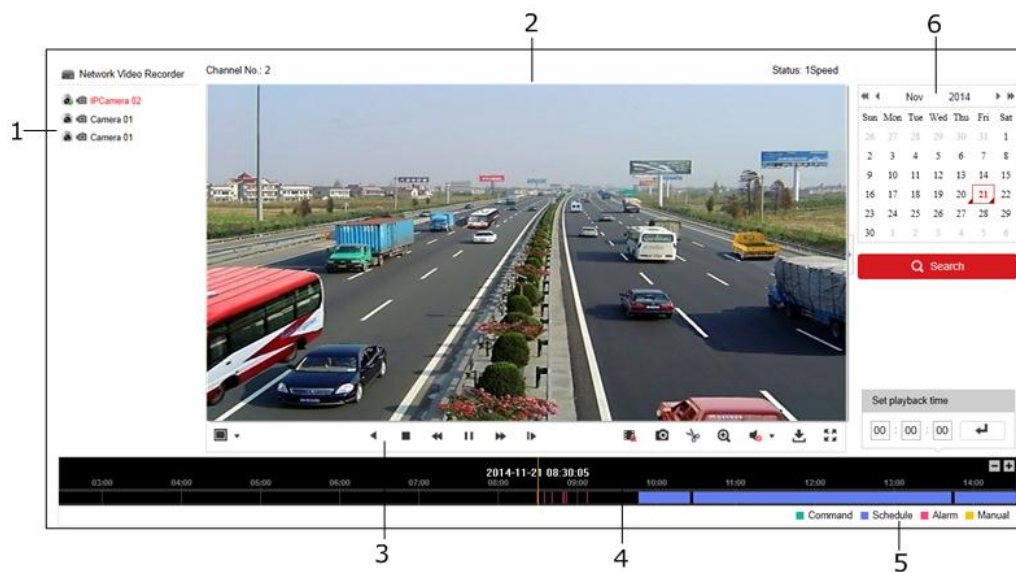 2
6
Network Video Recorder
Channel No.: 2
Status: 1Speed
IPCamera 02
Camera 01
Camera 01
1
Nov 2014
Sun Mon Tue Wed Thu Fri Sat
26 27 28 29 30 31 1
2 3 4 5 6 7 8
9 10 11 12 13 14 15
16 17 18 19 20 21 22
23 24 25 26 27 28 29
30 1 2 3 4 5 6
Search
Set playback time
00 : 00 : 00
2014-11-21 08:30:05
03:00 04:00 05:00 06:00 07:00 08:00 09:00 10:00 11:00 12:00 13:00 14:00
Command Schedule Alarm Manual
3
4
5